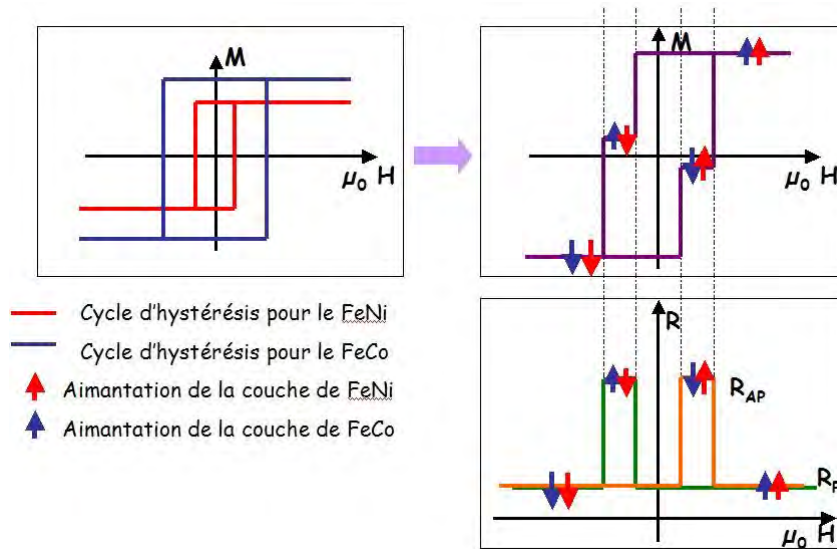 M
μ₀ H
M
μ₀ H
Cycle d'hystérésis pour le FeNi
Cycle d'hystérésis pour le FeCo
Aimantation de la couche de FeNi
Aimantation de la couche de FeCo
R
R_AP
R_P
μ₀ H